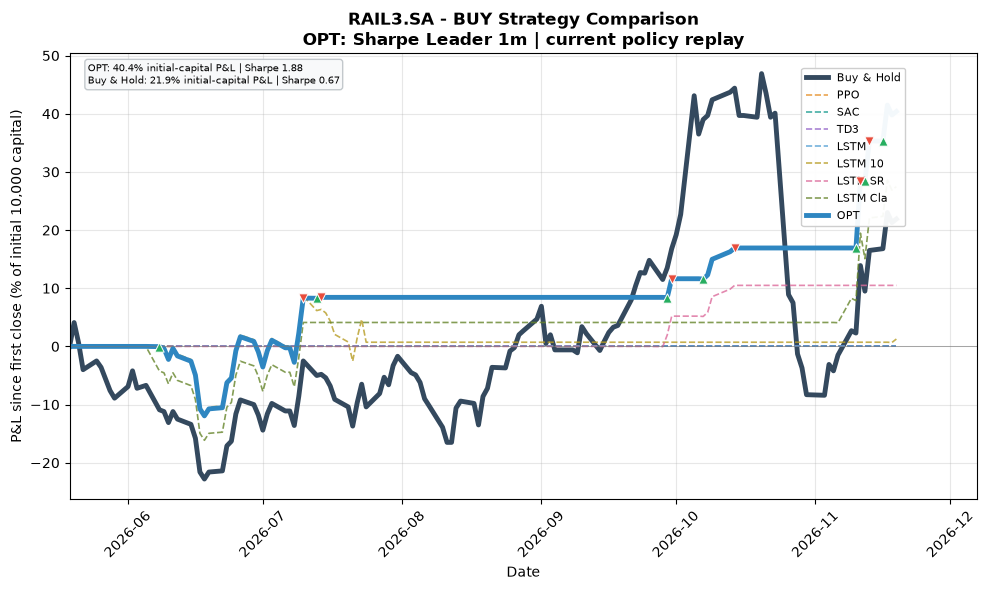 RAIL3.SA - BUY Strategy Comparison
OPT: Sharpe Leader 1m | current policy replay
OPT: 40.4% initial-capital P&L | Sharpe 1.88
Buy & Hold: 21.9% initial-capital P&L | Sharpe 0.67
Buy & Hold
PPO
SAC
TD3
LSTM
LSTM 10
SR
LSTM Cla
OPT
P&L since first close (% of initial 10,000 capital)
50
40
30
20
10
0
−10
−20
2026-06
2026-07
2026-08
2026-09
2026-10
2026-11
2026-12
Date